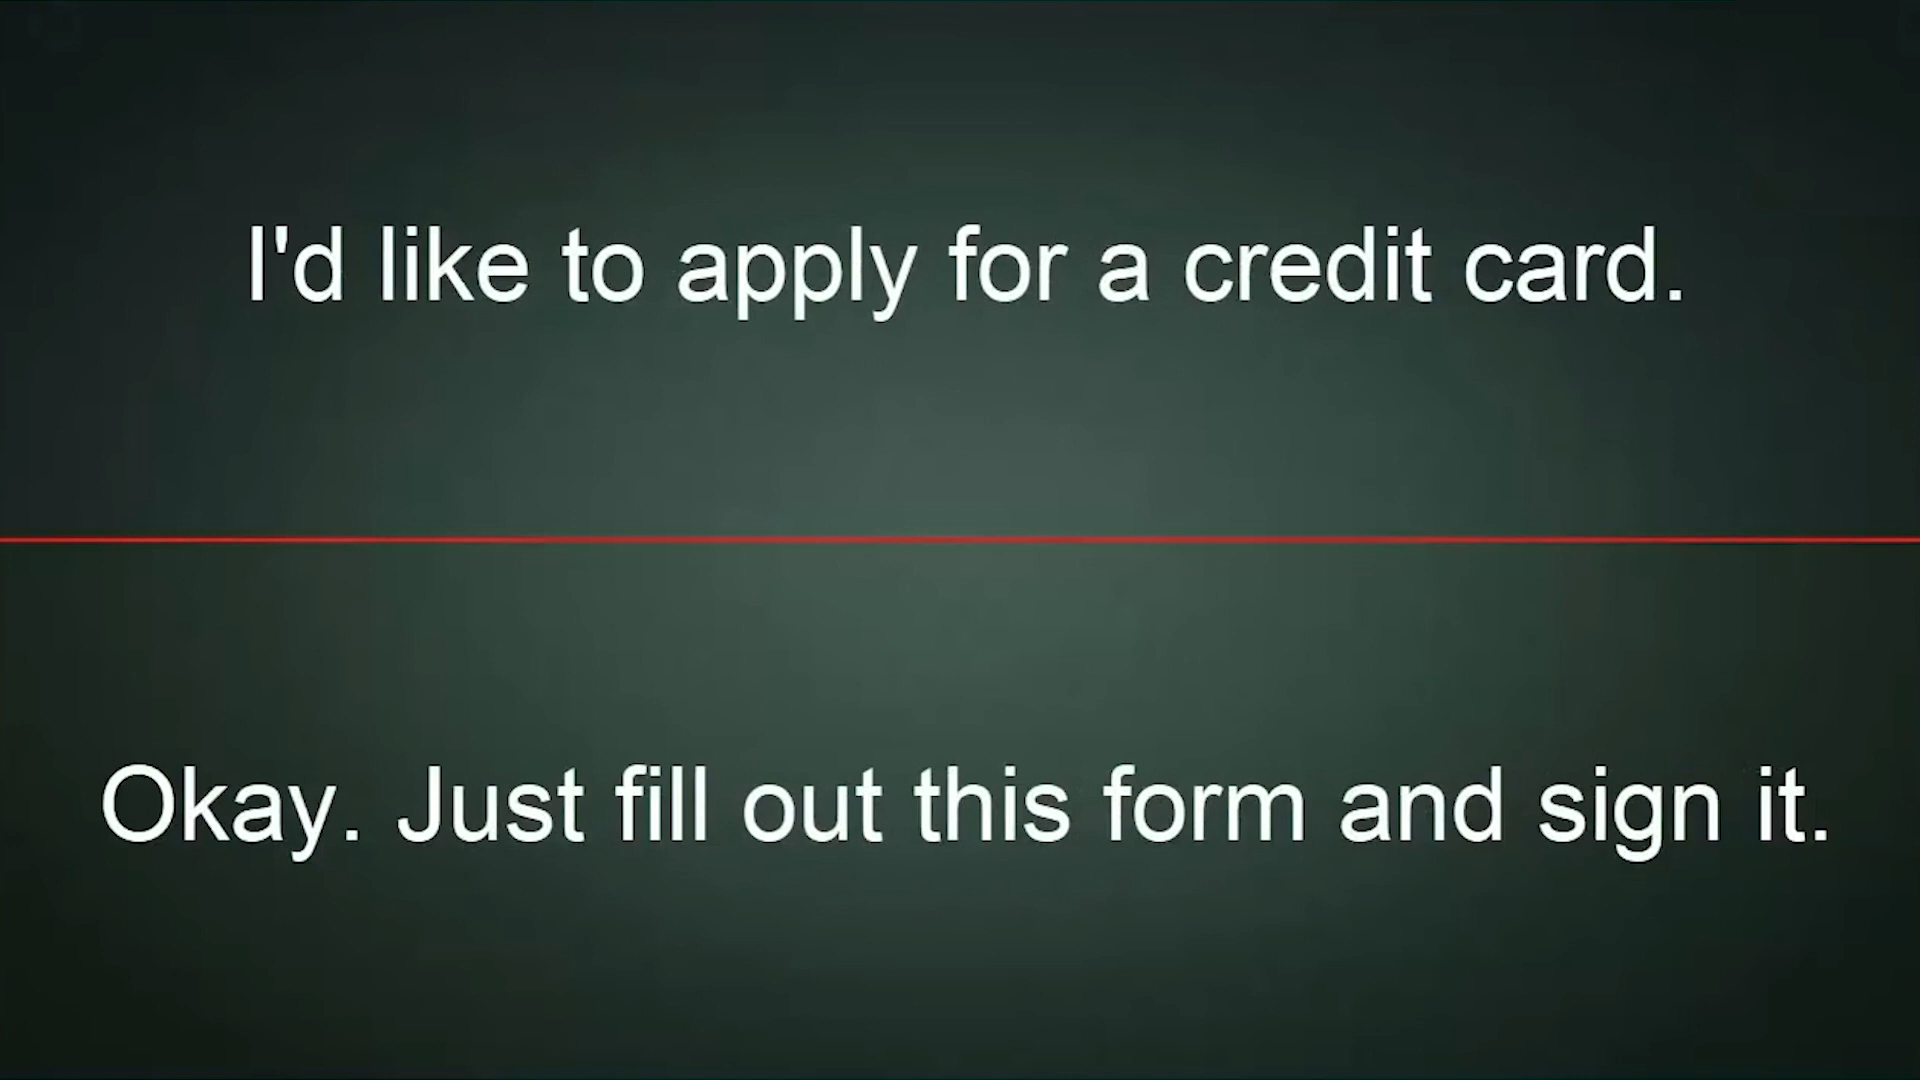 I'd like to apply for a credit card.
Okay. Just fill out this form and sign it.